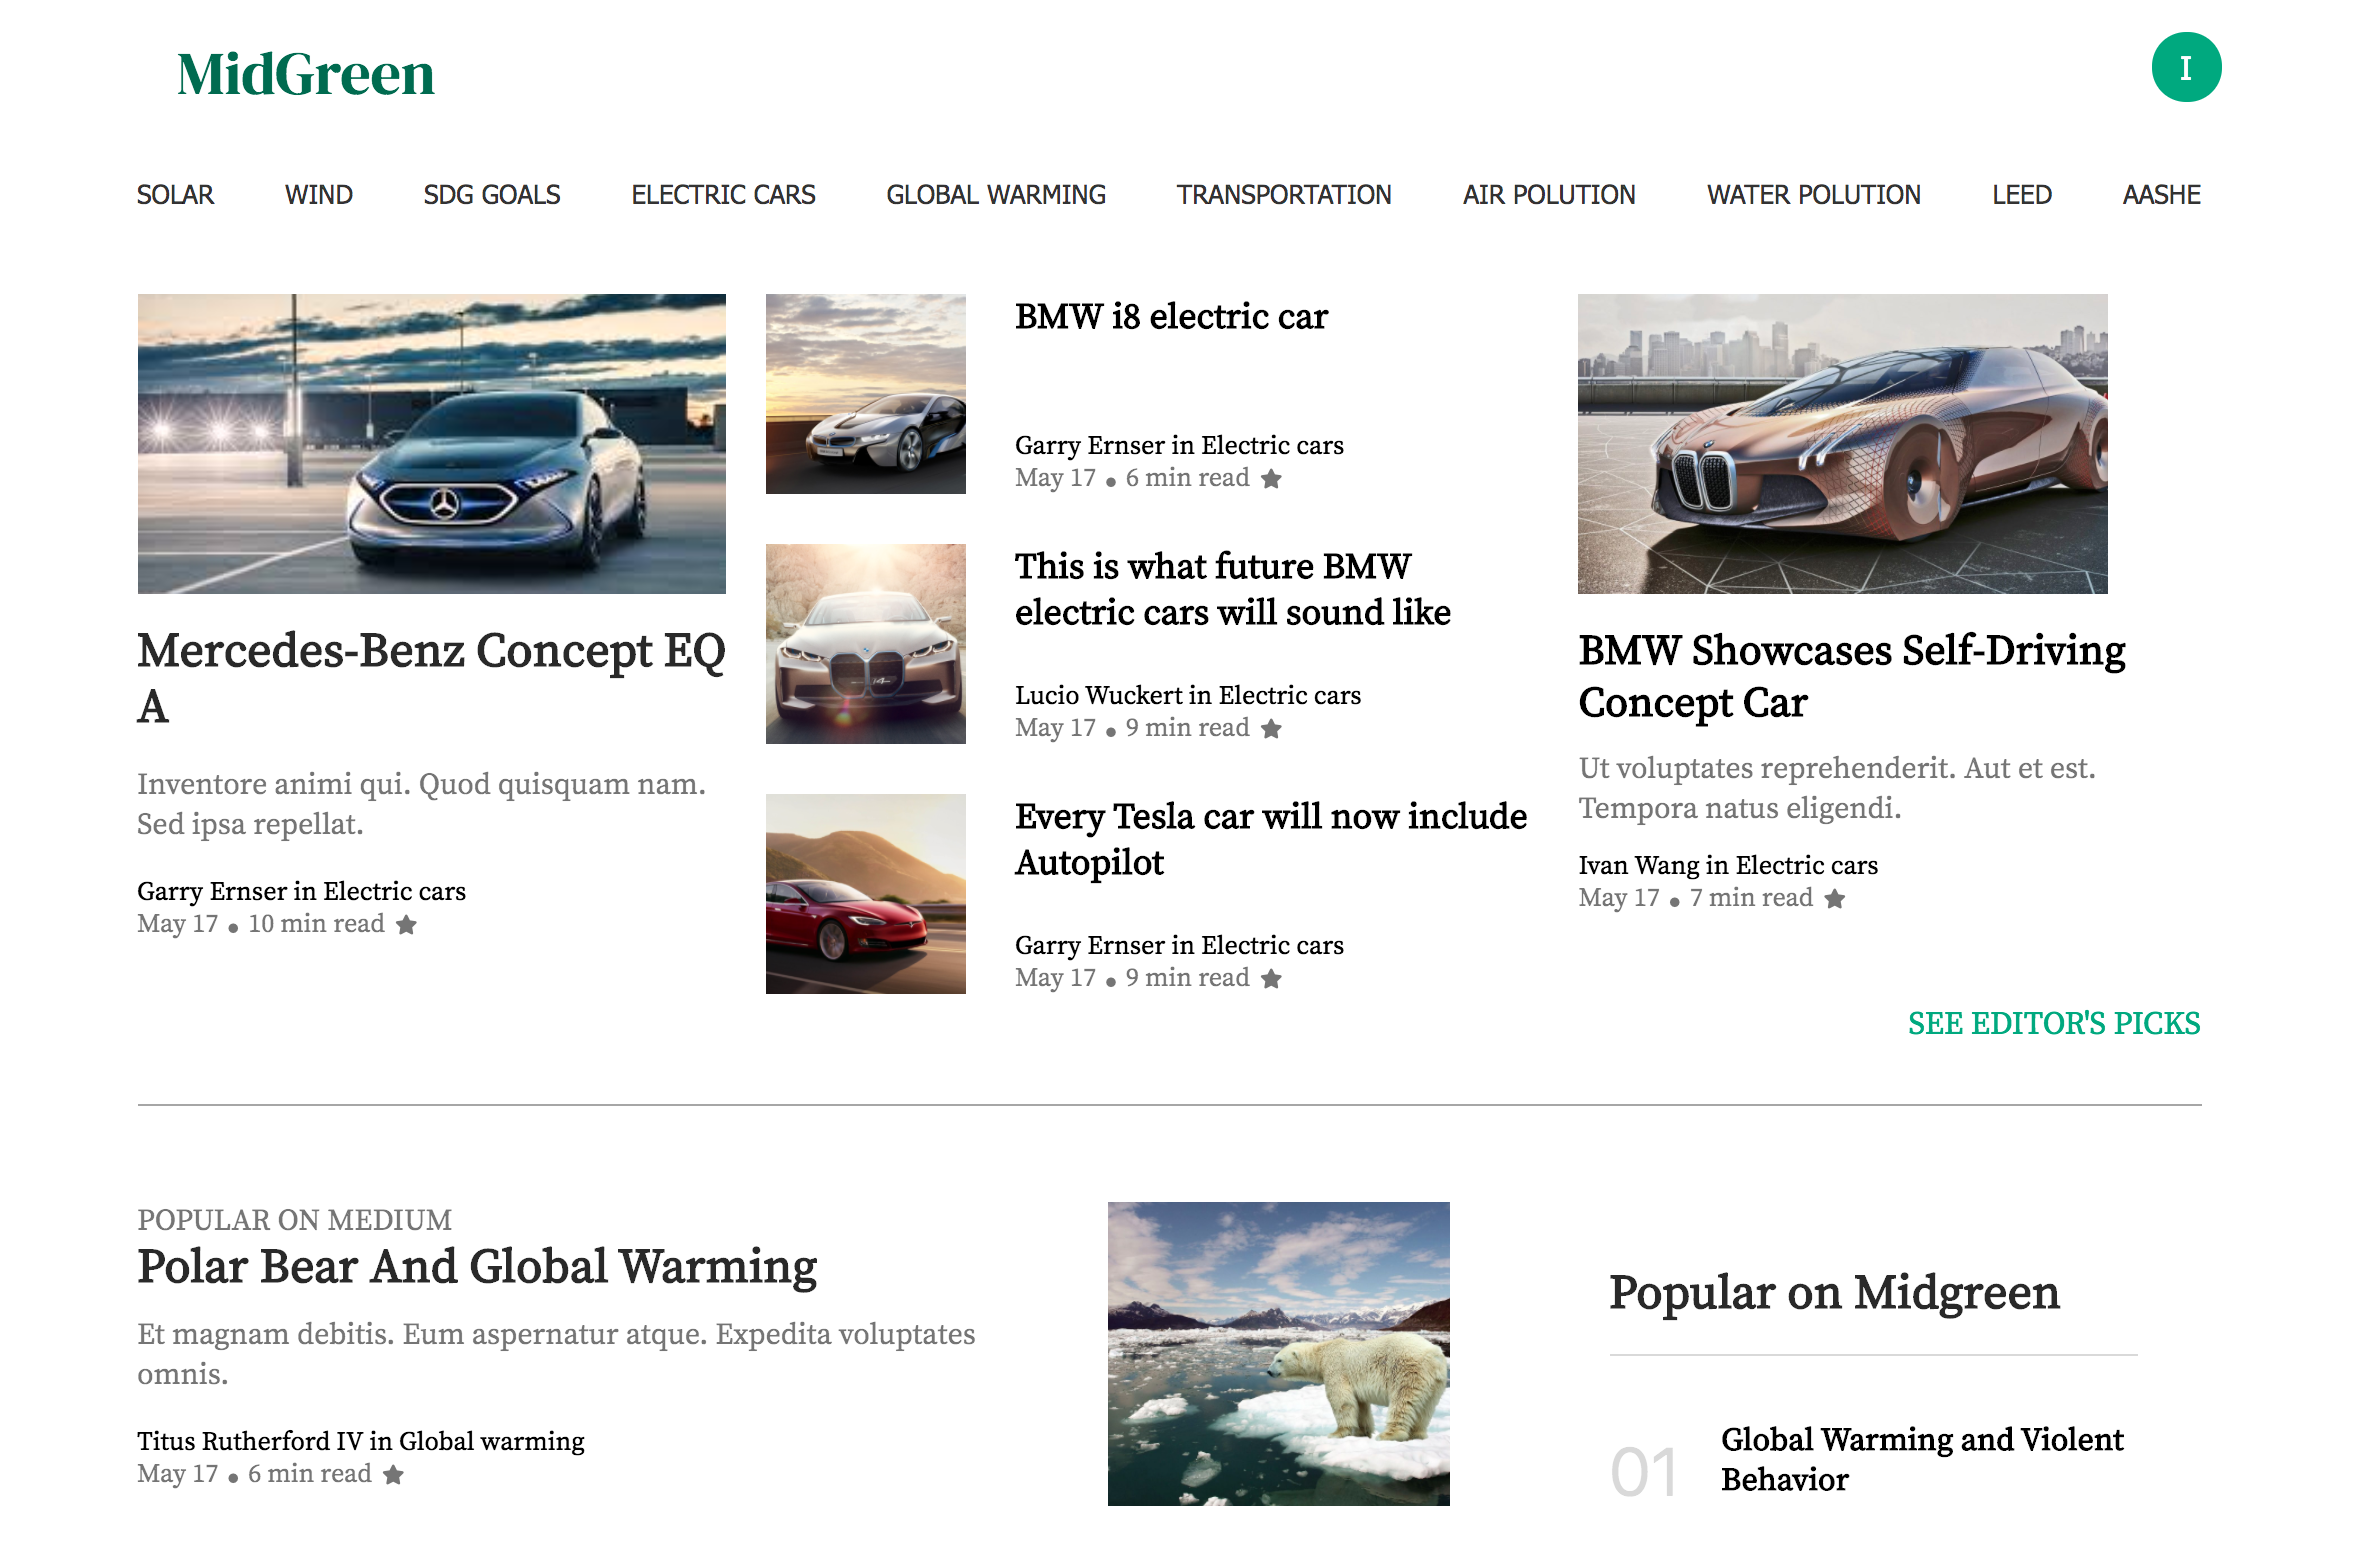 MidGreen
I
SOLAR WIND SDG GOALS ELECTRIC CARS GLOBAL WARMING TRANSPORTATION AIR POLUTION WATER POLUTION LEED AASHE
Mercedes-Benz Concept EQ
A
Inventore animi qui. Quod quisquam nam.
Sed ipsa repellat.
Garry Ernser in Electric cars
May 17 • 10 min read ★
BMW i8 electric car
Garry Ernser in Electric cars
May 17 • 6 min read ★
This is what future BMW
electric cars will sound like
Lucio Wuckert in Electric cars
May 17 • 9 min read ★
Every Tesla car will now include
Autopilot
Garry Ernser in Electric cars
May 17 • 9 min read ★
BMW Showcases Self-Driving
Concept Car
Ut voluptates reprehenderit. Aut et est.
Tempora natus eligendi.
Ivan Wang in Electric cars
May 17 • 7 min read ★
SEE EDITOR'S PICKS
POPULAR ON MEDIUM
Polar Bear And Global Warming
Et magnam debitis. Eum aspernatur atque. Expedita voluptates
omnis.
Titus Rutherford IV in Global warming
May 17 • 6 min read ★
Popular on Midgreen
01
Global Warming and Violent
Behavior